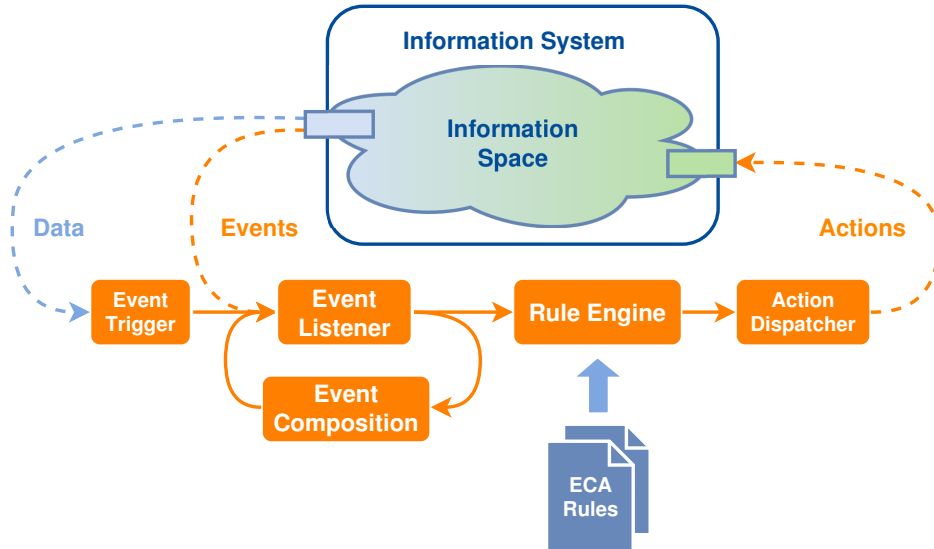 Information System
Information
Space
Data
Events
Actions
Event
Trigger
Event
Listener
Rule Engine
Action
Dispatcher
Event
Composition
ECA
Rules